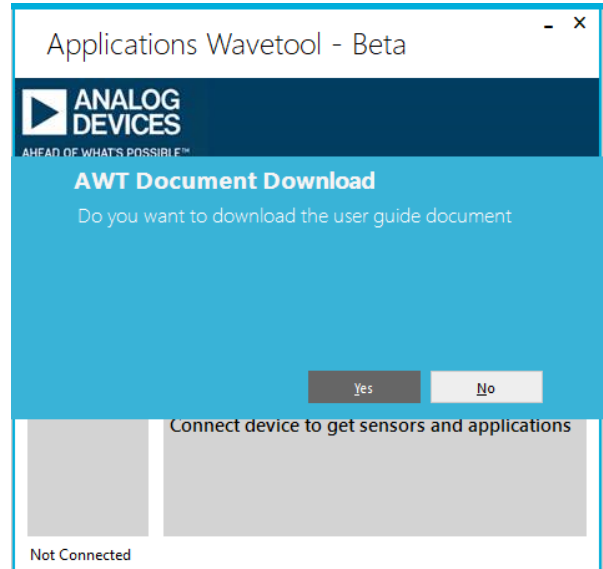 Applications Wavetool - Beta
ANALOG
DEVICES
AHEAD OF WHAT'S POSSIBLE™
AWT Document Download
Do you want to download the user guide document
Yes
No
Connect device to get sensors and applications
Not Connected